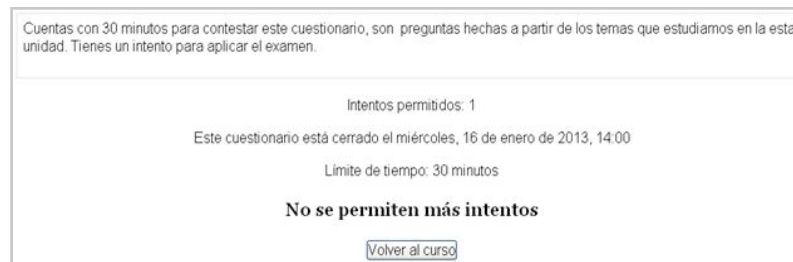 Cuentas con 30 minutos para contestar este cuestionario, son preguntas hechas a partir de los temas que estudiamos en la esta
unidad. Tienes un intento para aplicar el examen.
Intentos permitidos: 1
Este cuestionario está cerrado el miércoles, 16 de enero de 2013, 14:00
Límite de tiempo: 30 minutos
No se permiten más intentos
Volver al curso